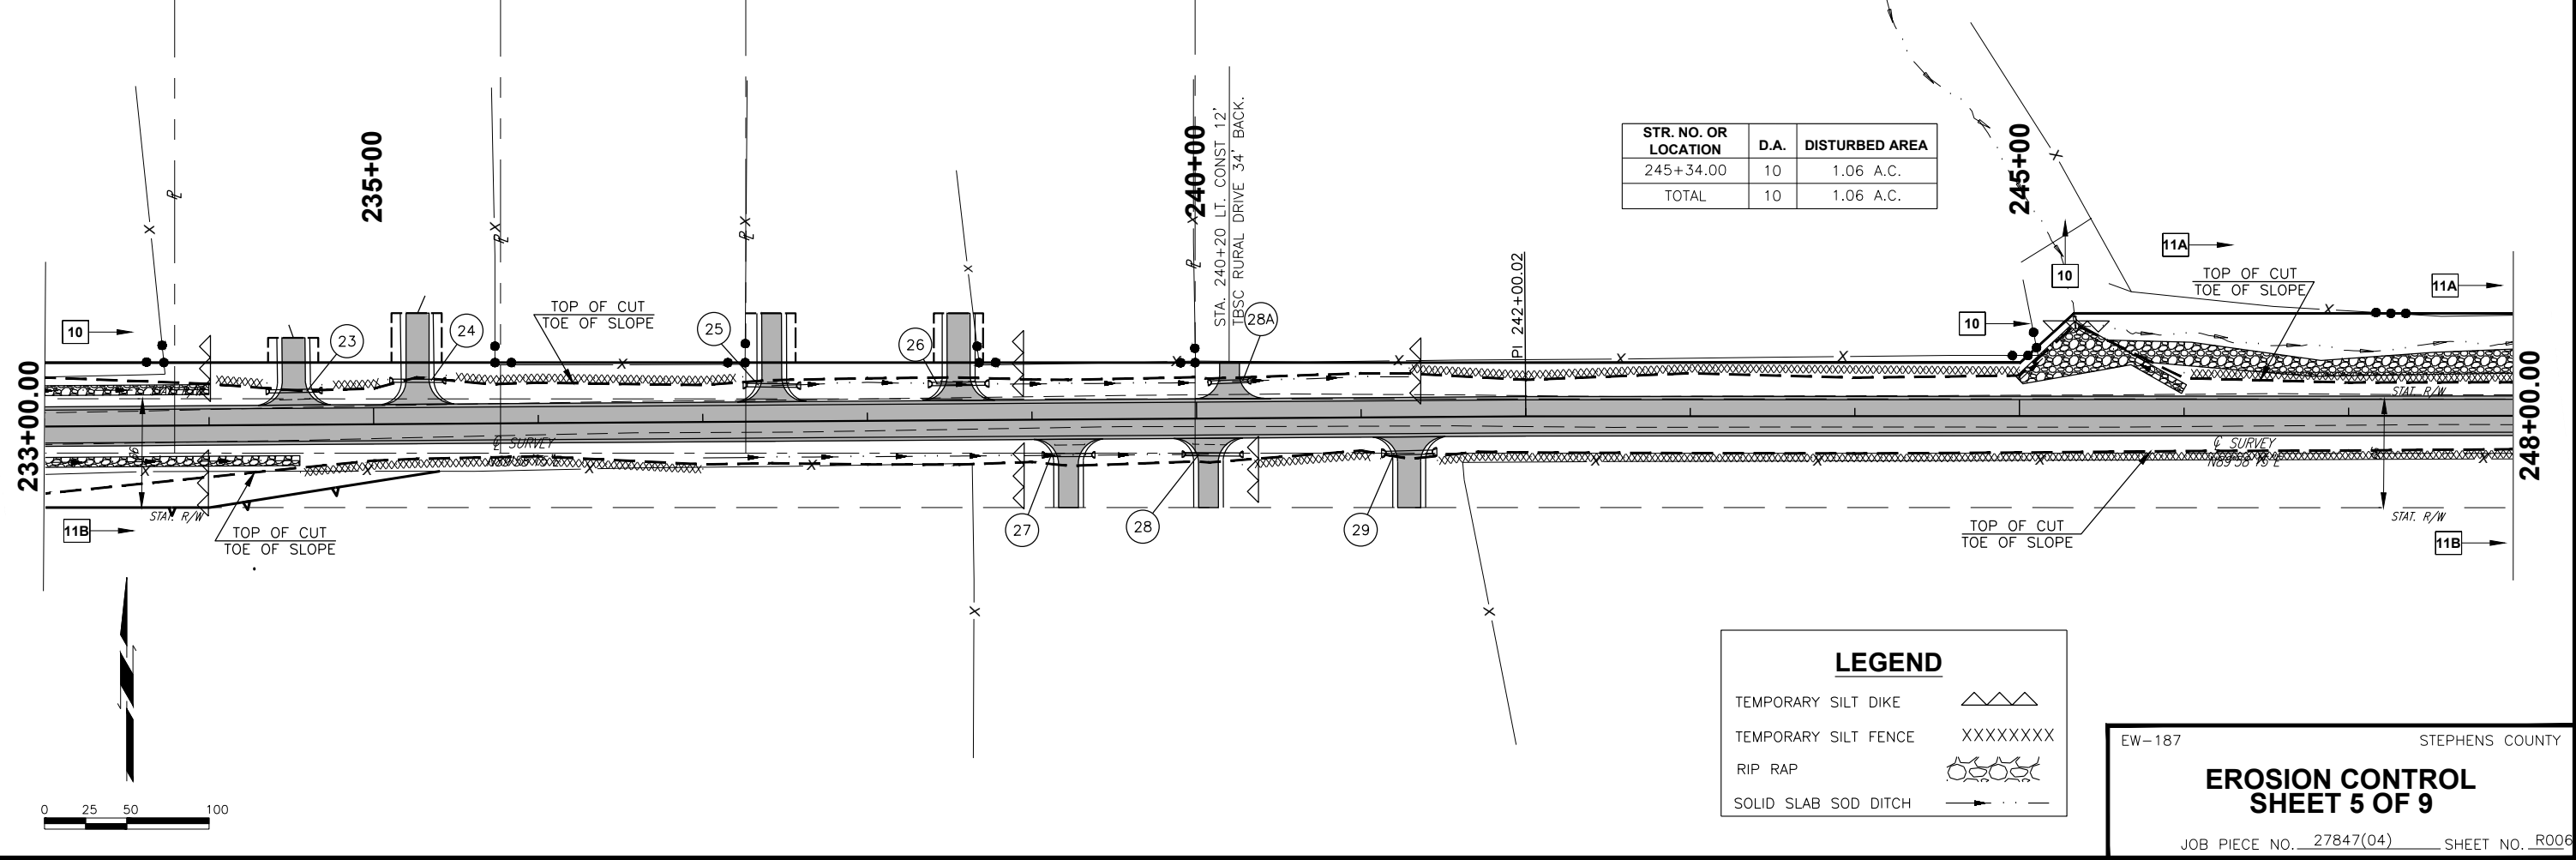 235+00
240+00
STA. 240+20 LT. CONST 12'
TBSC RURAL DRIVE 34' BACK.
245+00
STR. NO. OR LOCATION D.A. DISTURBED AREA
245+34.00 10 1.06 A.C.
TOTAL 10 1.06 A.C.
PI 242+00.02
10
11A
11A
10
10
TOP OF CUT
TOE OF SLOPE
TOP OF CUT
TOE OF SLOPE
23
24
25
26
28A
233+00.00
248+00.00
STAT. R/W
℄ SURVEY
℄ SURVEY
STAT. R/W
STAT. R/W
11B
TOP OF CUT
TOE OF SLOPE
27
28
29
TOP OF CUT
TOE OF SLOPE
11B
LEGEND
TEMPORARY SILT DIKE
TEMPORARY SILT FENCE XXXXXXXX
RIP RAP
SOLID SLAB SOD DITCH
0 25 50 100
EW-187 STEPHENS COUNTY
EROSION CONTROL
SHEET 5 OF 9
JOB PIECE NO. 27847(04) SHEET NO. R006